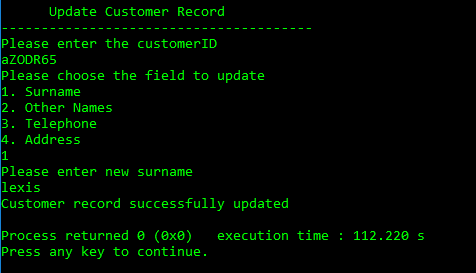 Update Customer Record
---------------------------------------
Please enter the customerID
aZODR65
Please choose the field to update
1. Surname
2. Other Names
3. Telephone
4. Address
1
Please enter new surname
lexis
Customer record successfully updated
Process returned 0 (0x0)   execution time : 112.220 s
Press any key to continue.